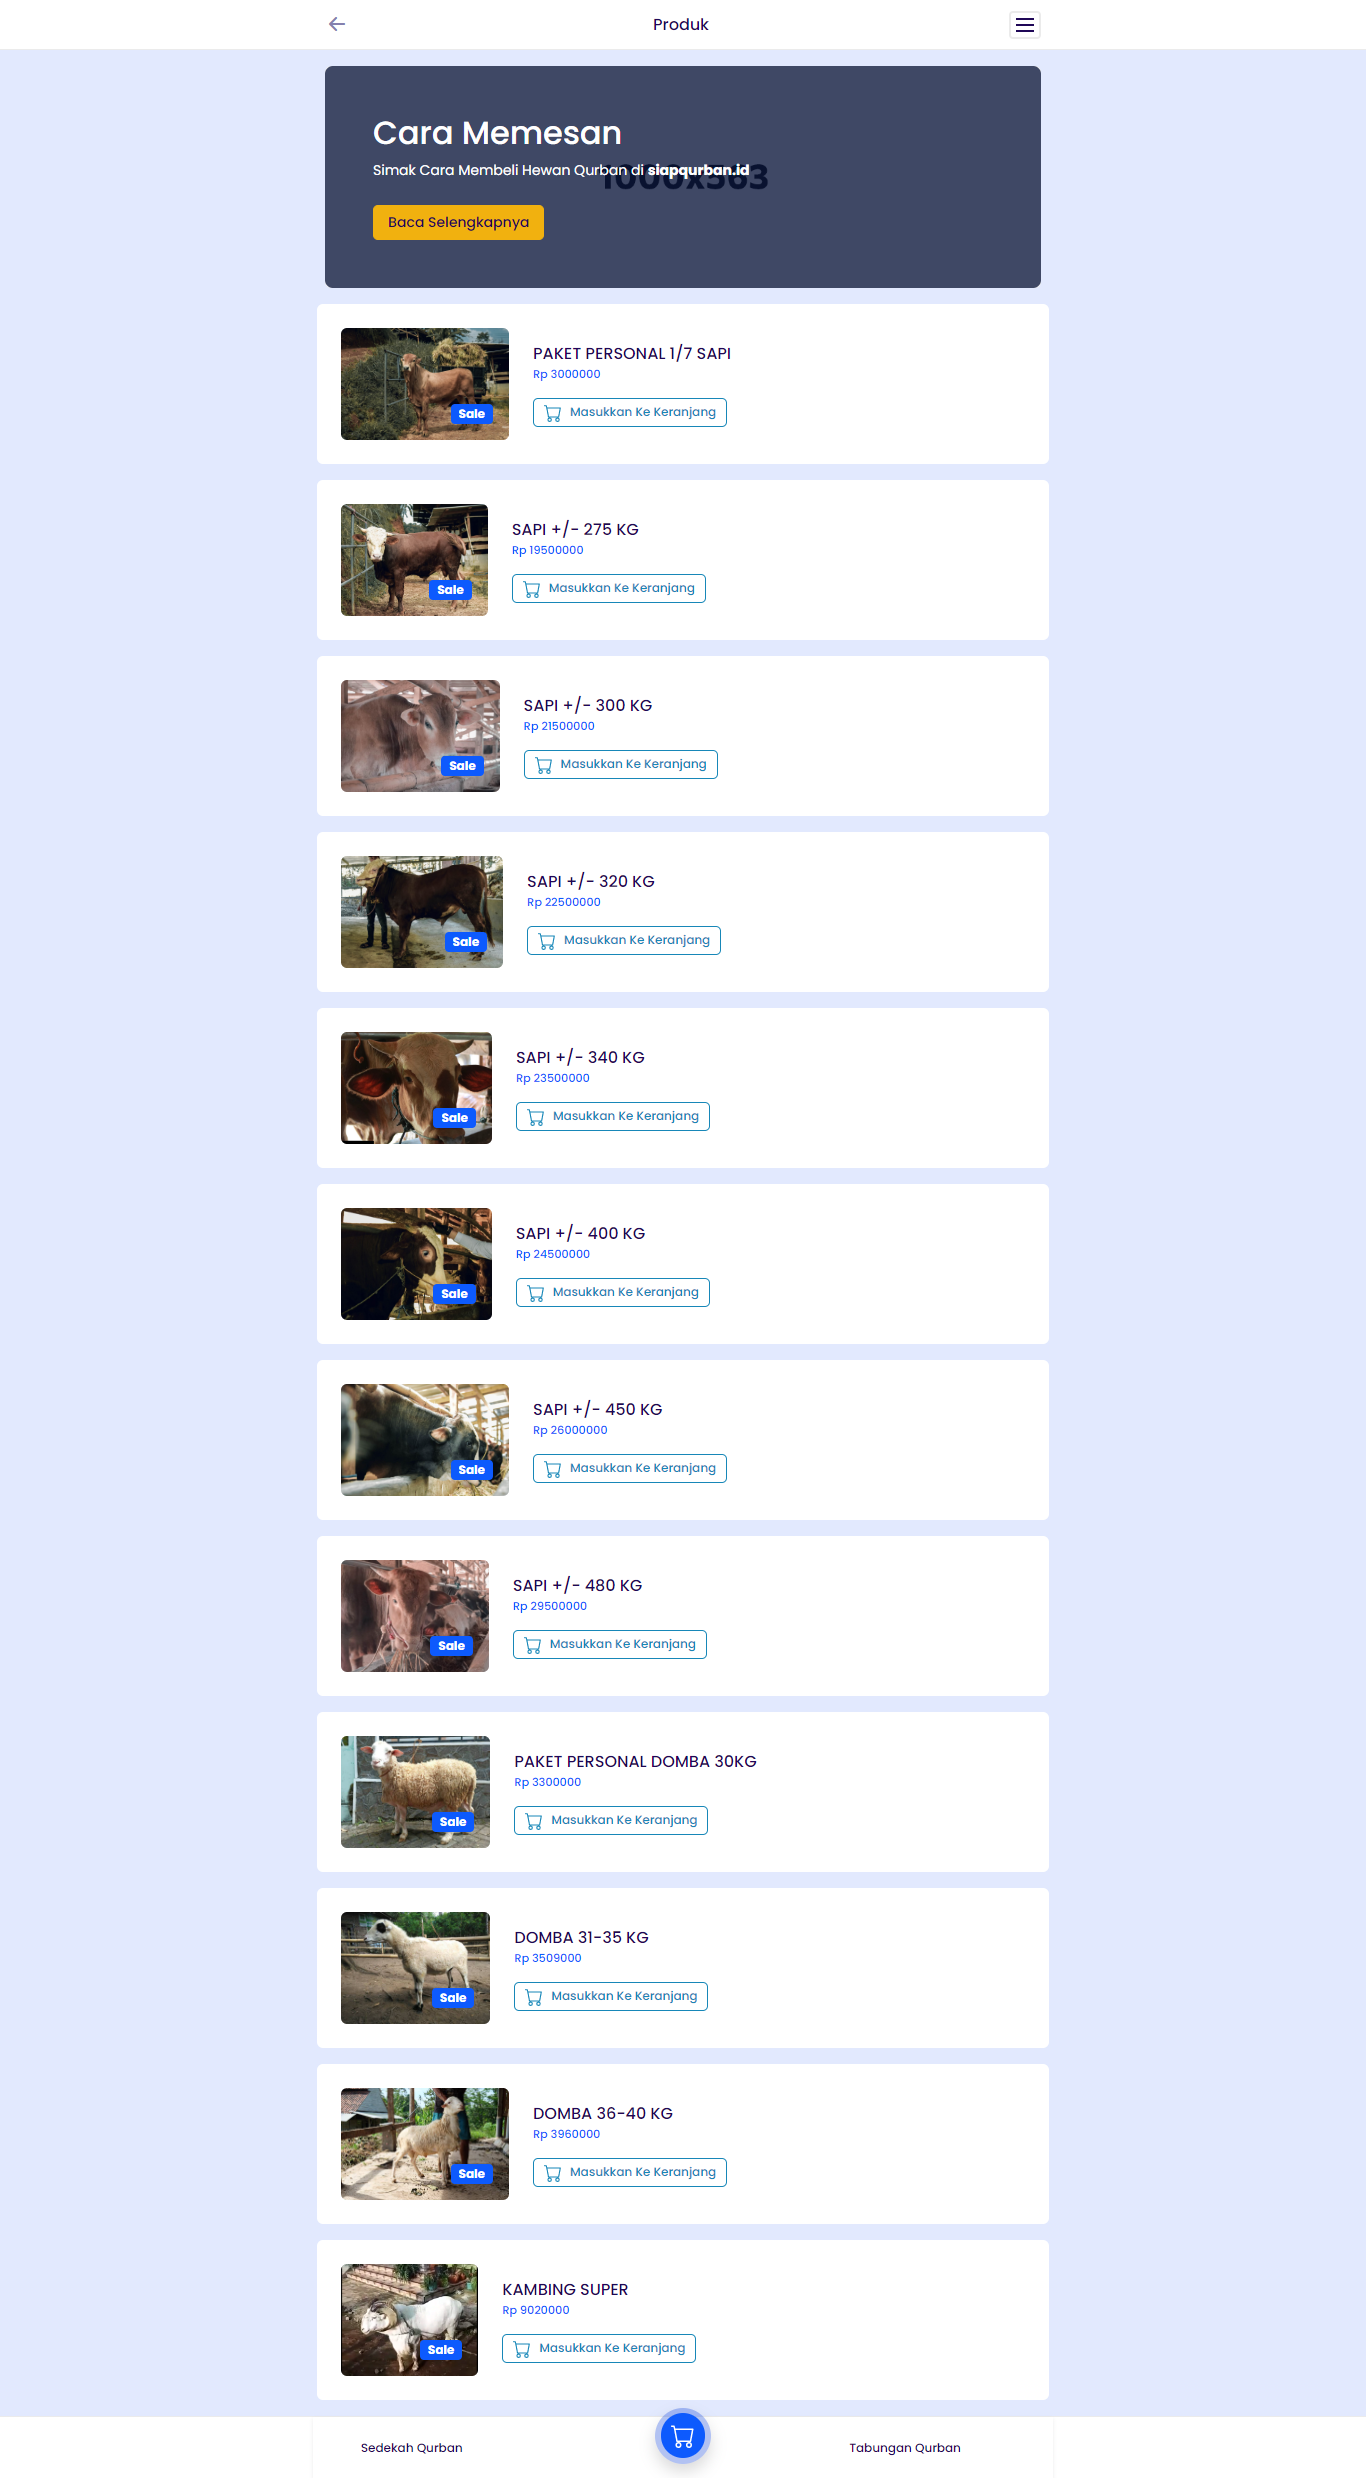 Produk
Cara Memesan
1000x563
Simak Cara Membeli Hewan Qurban di siapqurban.id
Baca Selengkapnya
PAKET PERSONAL 1/7 SAPI
Rp 3000000
Sale
Masukkan Ke Keranjang
SAPI +/- 275 KG
Rp 19500000
Sale
Masukkan Ke Keranjang
SAPI +/- 300 KG
Rp 21500000
Sale
Masukkan Ke Keranjang
SAPI +/- 320 KG
Rp 22500000
Sale
Masukkan Ke Keranjang
SAPI +/- 340 KG
Rp 23500000
Sale
Masukkan Ke Keranjang
SAPI +/- 400 KG
Rp 24500000
Sale
Masukkan Ke Keranjang
SAPI +/- 450 KG
Rp 26000000
Sale
Masukkan Ke Keranjang
SAPI +/- 480 KG
Rp 29500000
Sale
Masukkan Ke Keranjang
PAKET PERSONAL DOMBA 30KG
Rp 3300000
Sale
Masukkan Ke Keranjang
DOMBA 31-35 KG
Rp 3509000
Sale
Masukkan Ke Keranjang
DOMBA 36-40 KG
Rp 3960000
Sale
Masukkan Ke Keranjang
KAMBING SUPER
Rp 9020000
Sale
Masukkan Ke Keranjang
Sedekah Qurban
Tabungan Qurban